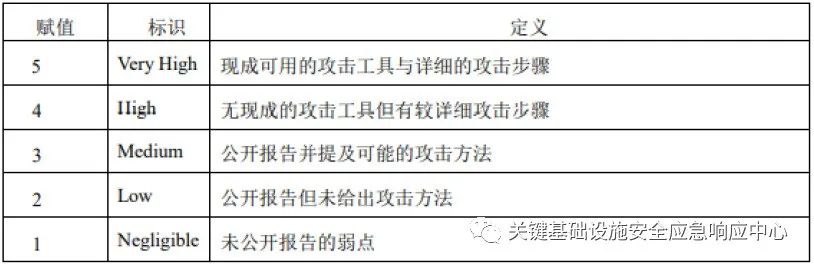 赋值 标识 定义
5 Very High 现成可用的攻击工具与详细的攻击步骤
4 High 无现成的攻击工具但有较详细攻击步骤
3 Medium 公开报告并提及可能的攻击方法
2 Low 公开报告但未给出攻击方法
1 Negligible 未公开报告的弱点
关键基础设施安全应急响应中心